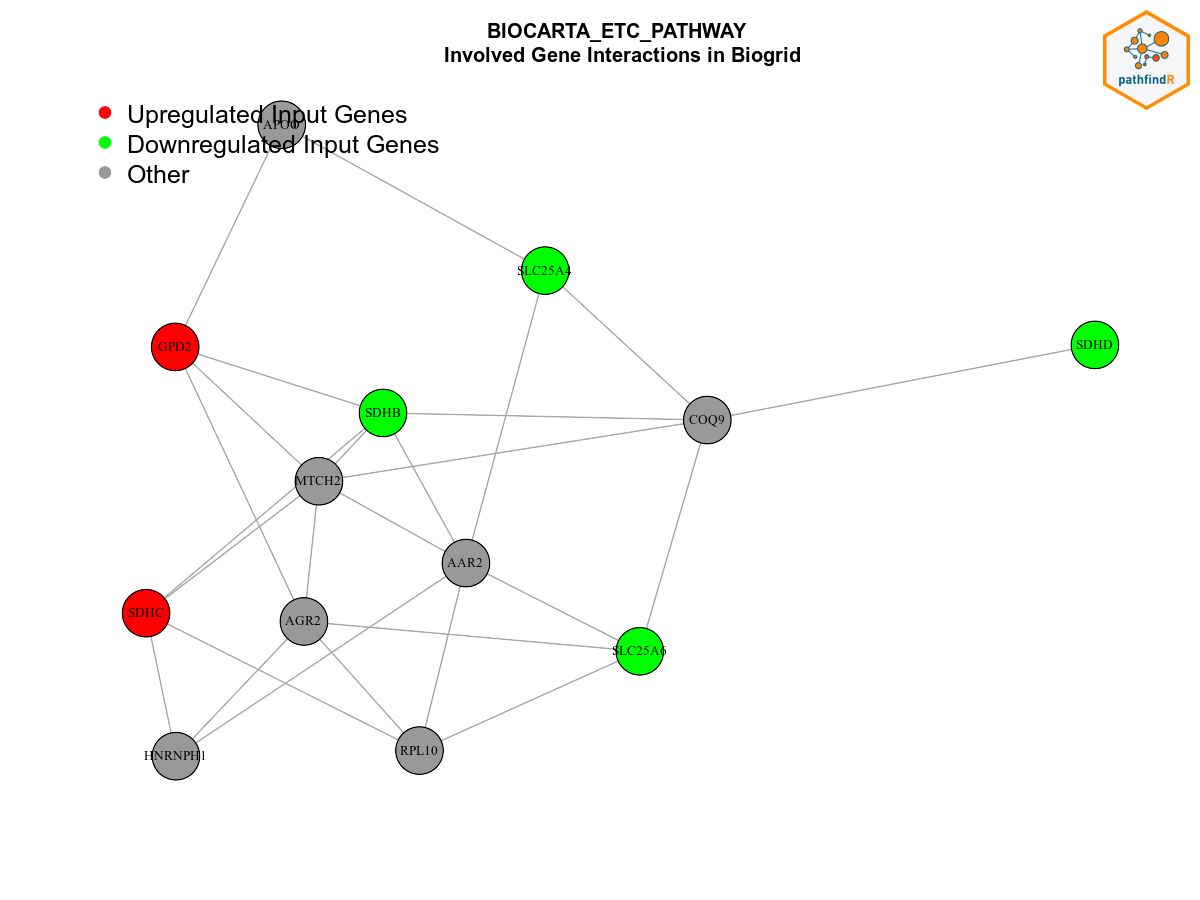 BIOCARTA_ETC_PATHWAY
Involved Gene Interactions in Biogrid
pathfindR
Upregulated Input Genes
APOO
Downregulated Input Genes
Other
SLC25A4
GPD2
SDHD
SDHB
COQ9
MTCH2
AAR2
SDHC
AGR2
SLC25A6
HNRNPH1
RPL10